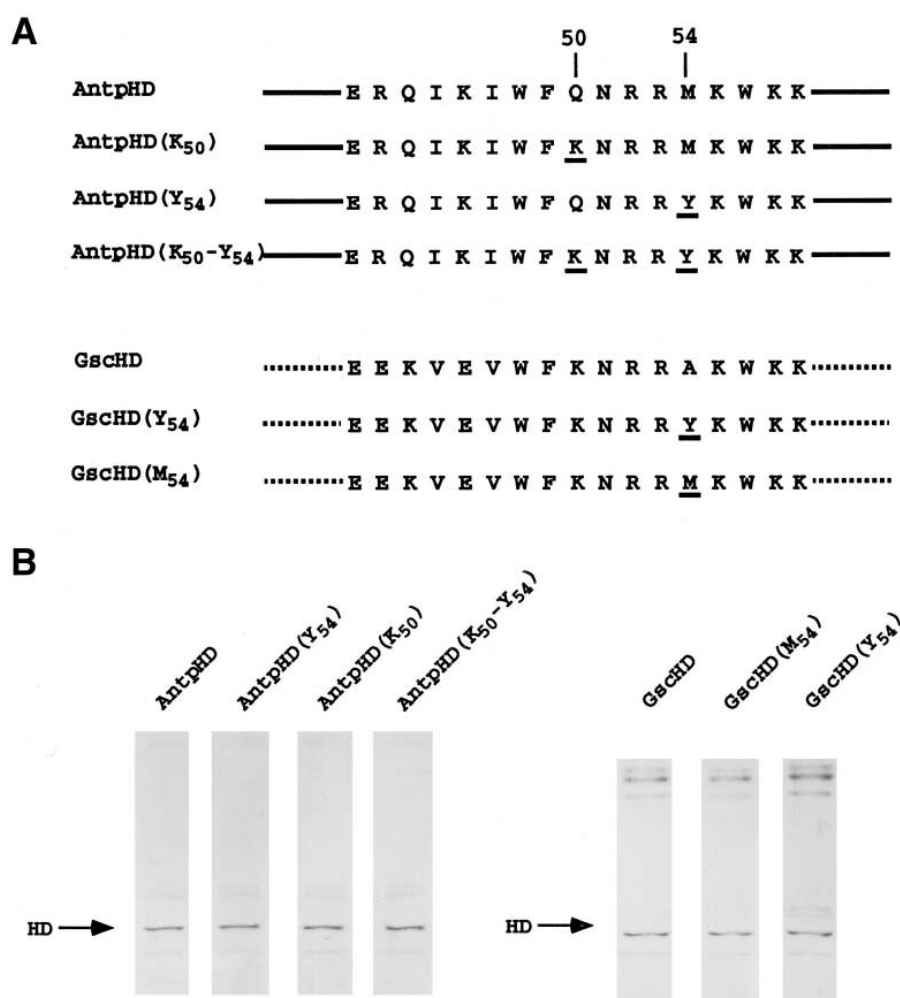 A
50 54
AntpHD E R Q I K I W F Q N R R M K W K K
AntpHD(K50) E R Q I K I W F K N R R M K W K K
AntpHD(Y54) E R Q I K I W F Q N R R Y K W K K
AntpHD(K50-Y54) E R Q I K I W F K N R R Y K W K K
GscHD E E K V E V W F K N R R A K W K K
GscHD(Y54) E E K V E V W F K N R R Y K W K K
GscHD(M54) E E K V E V W F K N R R M K W K K
B
AntpHD
AntpHD(Y54)
AntpHD(K50)
AntpHD(K50-Y54)
GscHD
GscHD(M54)
GscHD(Y54)
HD
HD